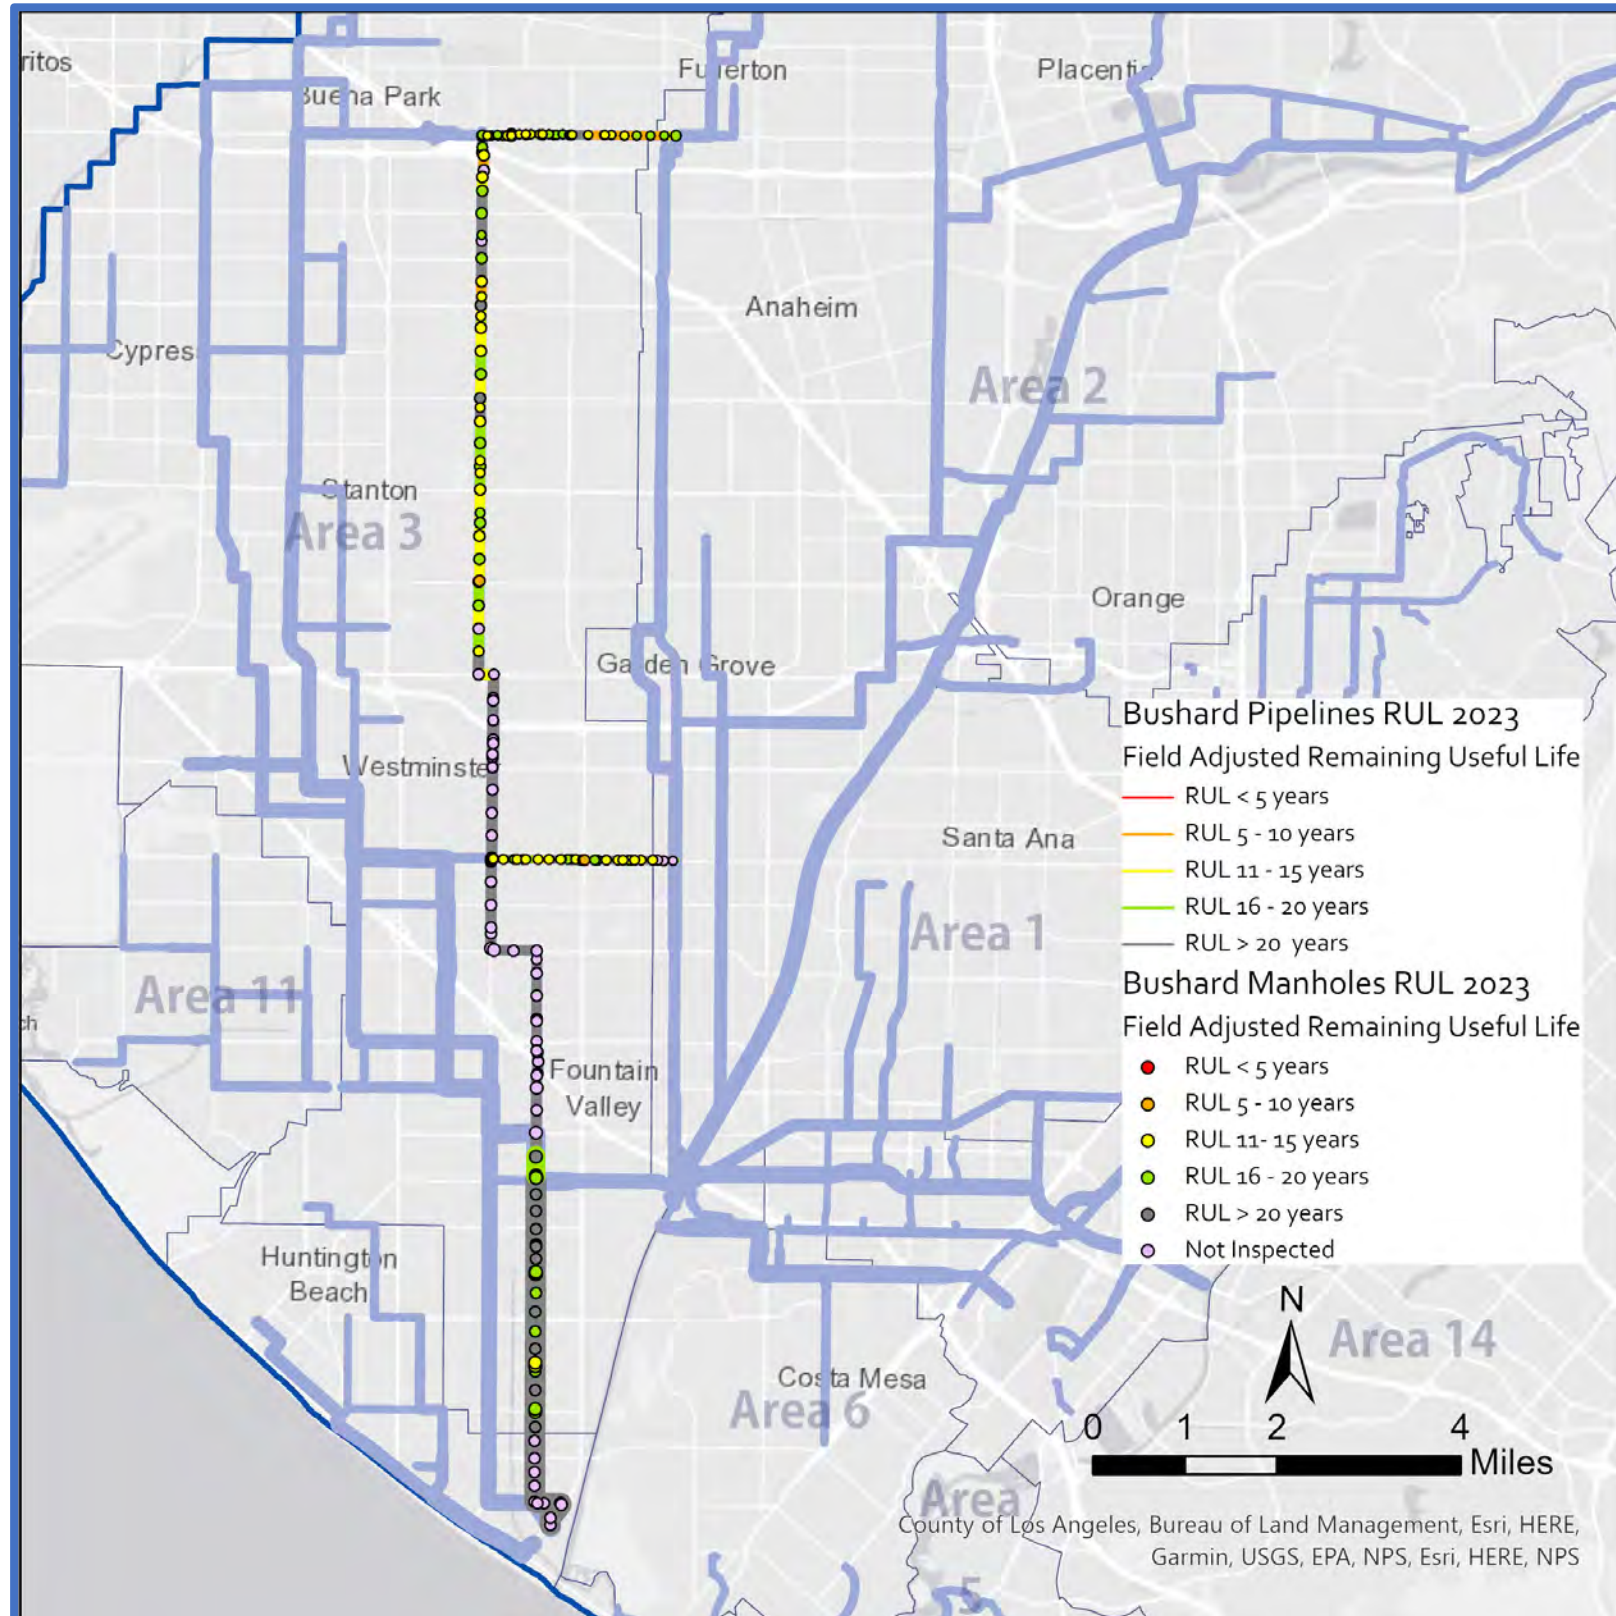 ritos
Fullerton
Placentia
Buena Park
Anaheim
Cypress
Area 2
Stanton
Area 3
Orange
Garden Grove
Bushard Pipelines RUL 2023
Field Adjusted Remaining Useful Life
RUL < 5 years
RUL 5 - 10 years
RUL 11 - 15 years
RUL 16 - 20 years
RUL > 20 years
Bushard Manholes RUL 2023
Field Adjusted Remaining Useful Life
RUL < 5 years
RUL 5 - 10 years
RUL 11- 15 years
RUL 16 - 20 years
RUL > 20 years
Not Inspected
Westminster
Santa Ana
Area 1
Area 11
ch
Fountain
Valley
Huntington
Beach
N
Area 14
Costa Mesa
Area 6
0 1 2 4
Miles
Area
5
County of Los Angeles, Bureau of Land Management, Esri, HERE,
Garmin, USGS, EPA, NPS, Esri, HERE, NPS